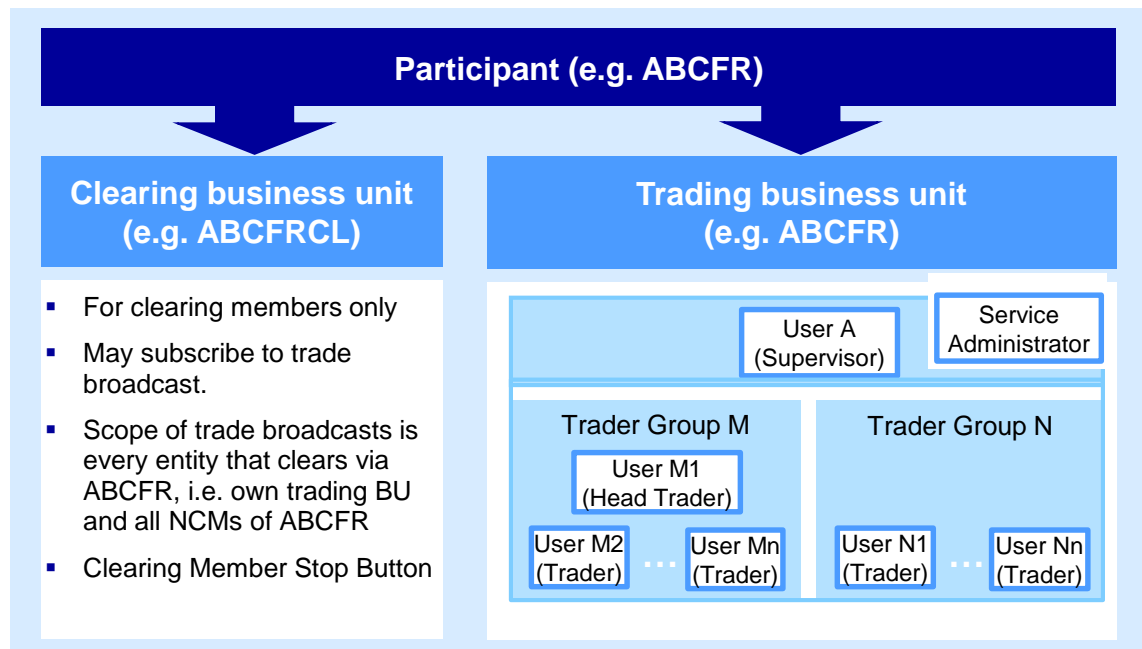 Participant (e.g. ABCFR)
Clearing business unit
(e.g. ABCFRCL)
▪ For clearing members only
▪ May subscribe to trade
broadcast.
▪ Scope of trade broadcasts is
every entity that clears via
ABCFR, i.e. own trading BU
and all NCMs of ABCFR
▪ Clearing Member Stop Button
Trading business unit
(e.g. ABCFR)
User A
(Supervisor)
Service
Administrator
Trader Group M
User M1
(Head Trader)
User M2
(Trader)
...
User Mn
(Trader)
Trader Group N
User N1
(Trader)
...
User Nn
(Trader)